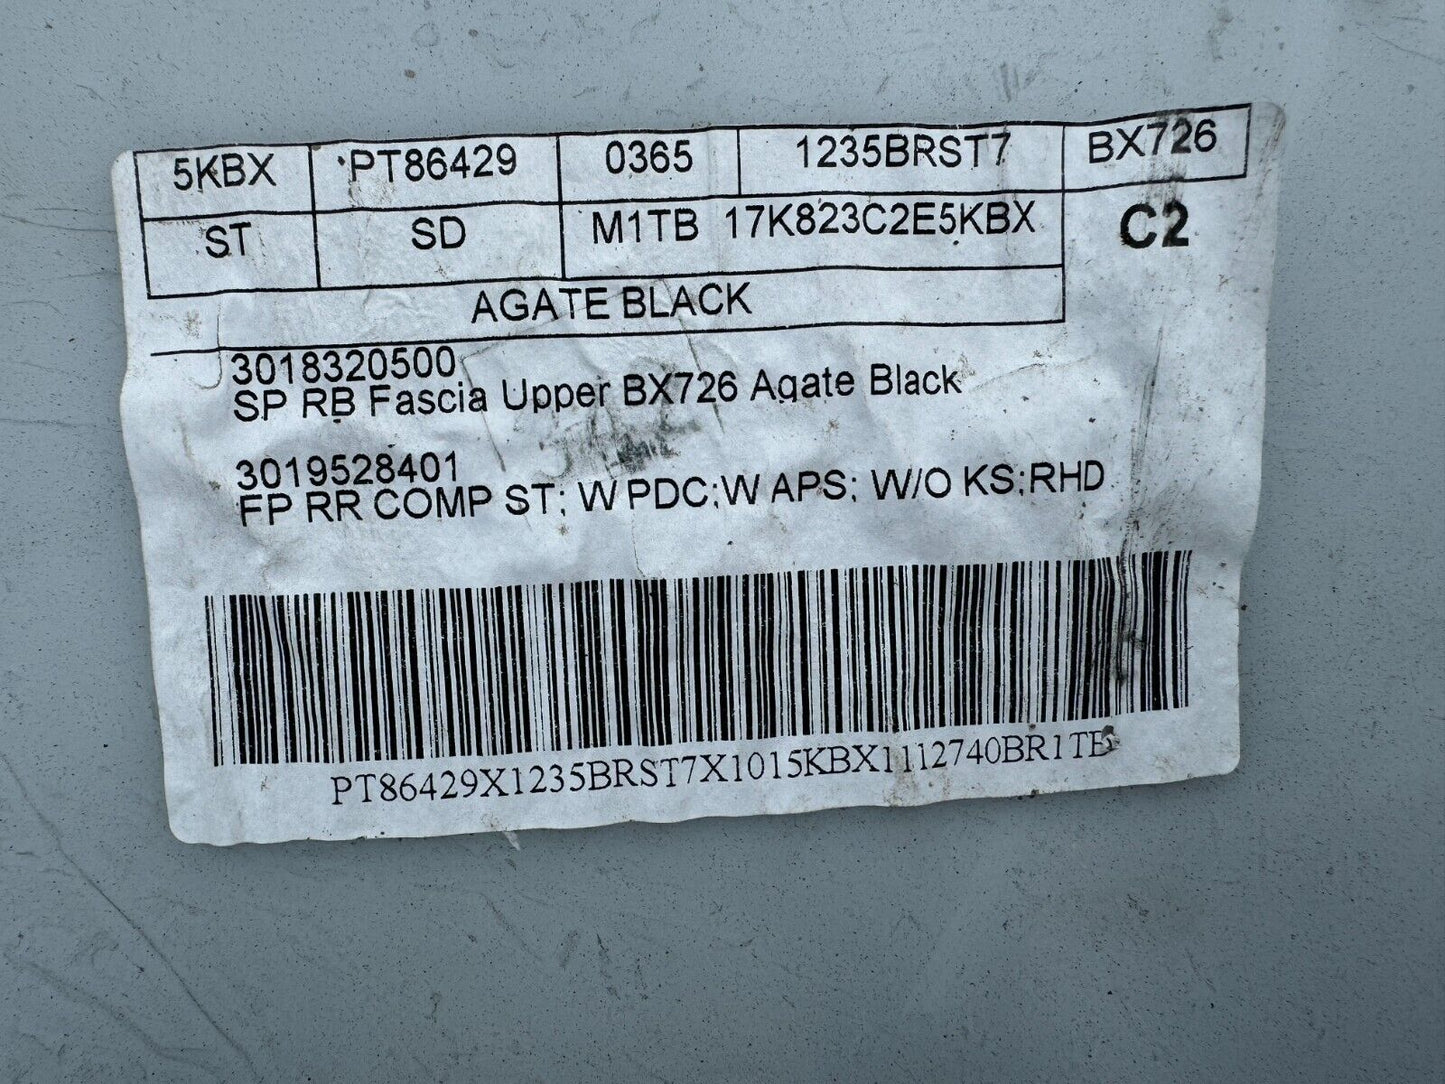 5KBX PT86429 0365 1235BRST7 BX726
ST SD M1TB 17K823C2E5KBX C2
AGATE BLACK
3018320500
SP RB Fascia Upper BX726 Agate Black
3019528401
FP RR COMP ST; W PDC;W APS; W/O KS;RHD
PT86429X1235BRST7X1015KBX1112740BR1TB